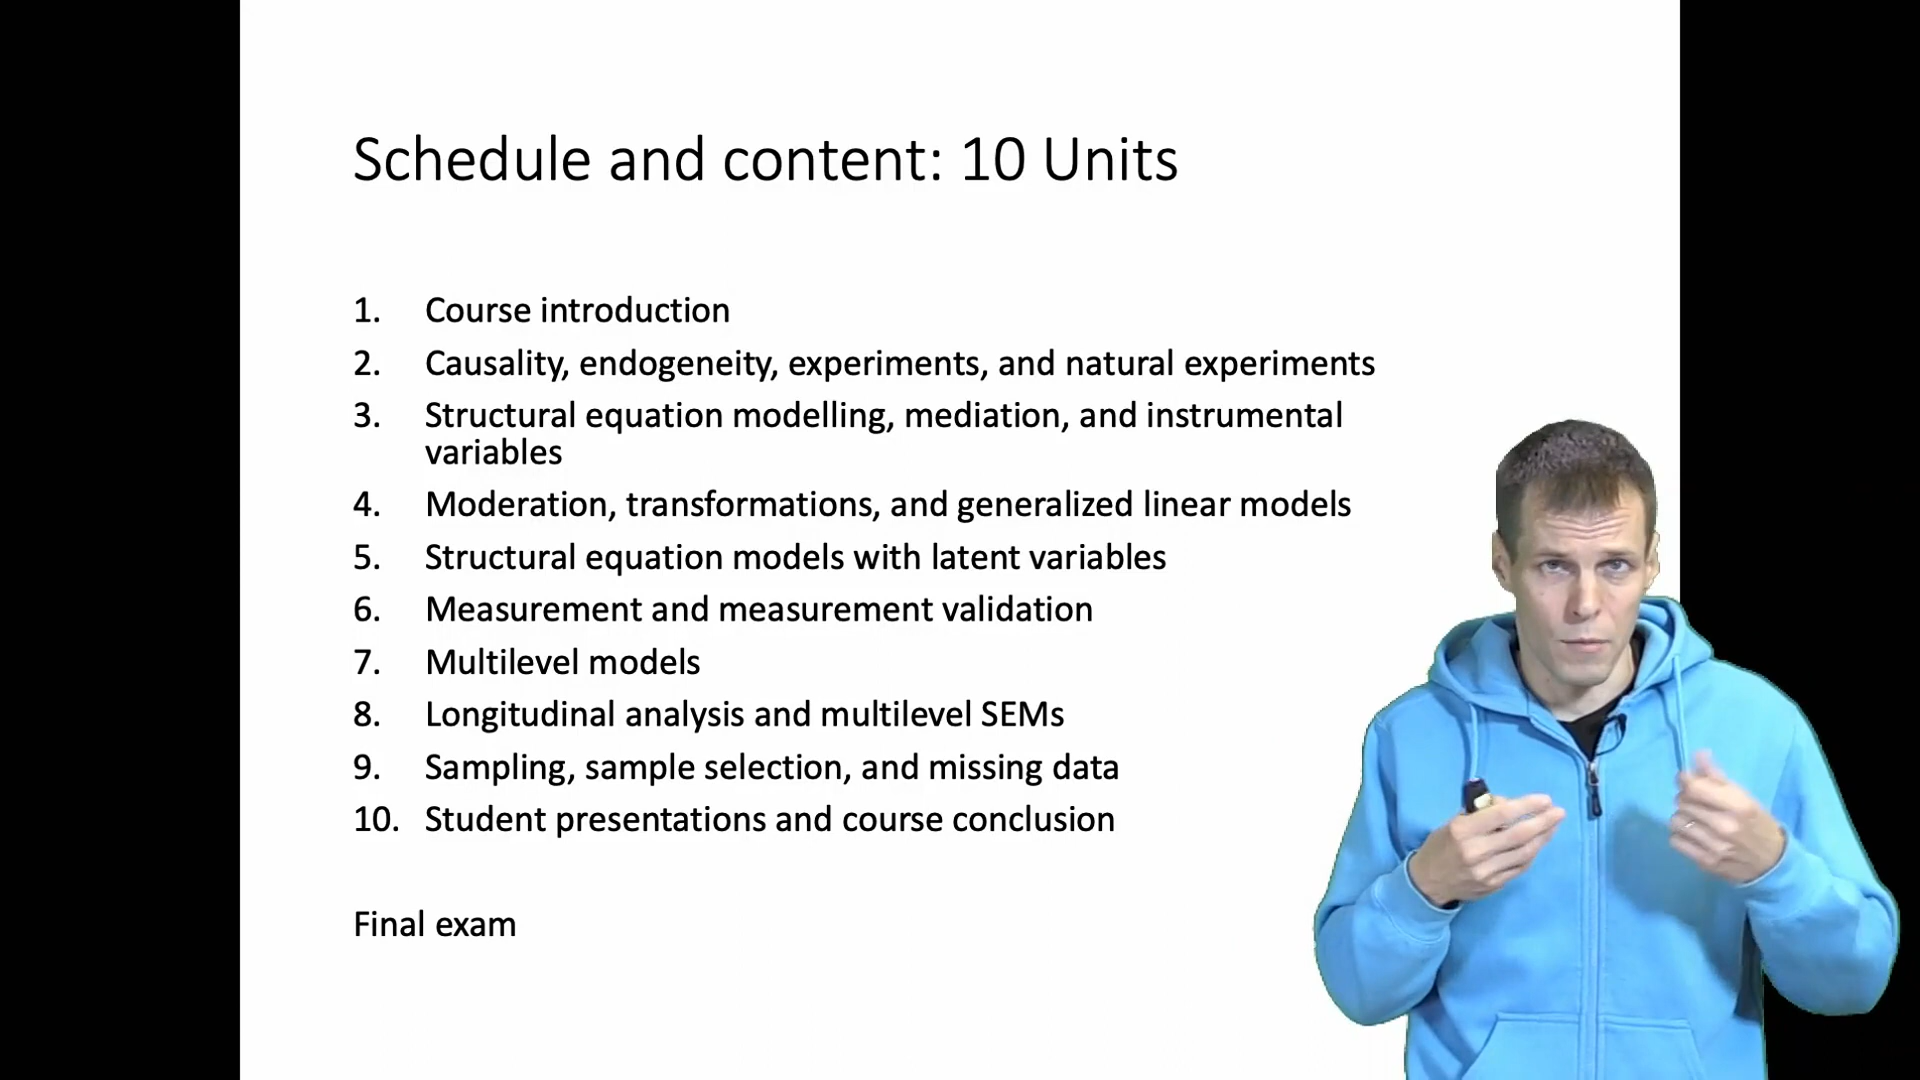 Schedule and content: 10 Units
1. Course introduction
2. Causality, endogeneity, experiments, and natural experiments
3. Structural equation modelling, mediation, and instrumental
variables
4. Moderation, transformations, and generalized linear models
5. Structural equation models with latent variables
6. Measurement and measurement validation
7. Multilevel models
8. Longitudinal analysis and multilevel SEMs
9. Sampling, sample selection, and missing data
10. Student presentations and course conclusion
Final exam